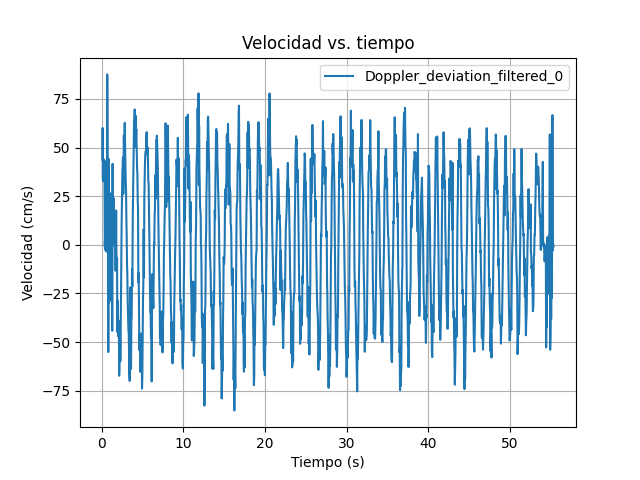 Velocidad vs. tiempo
Doppler_deviation_filtered_0
75
50
25
0
−25
−50
−75
Velocidad (cm/s)
0 10 20 30 40 50
Tiempo (s)